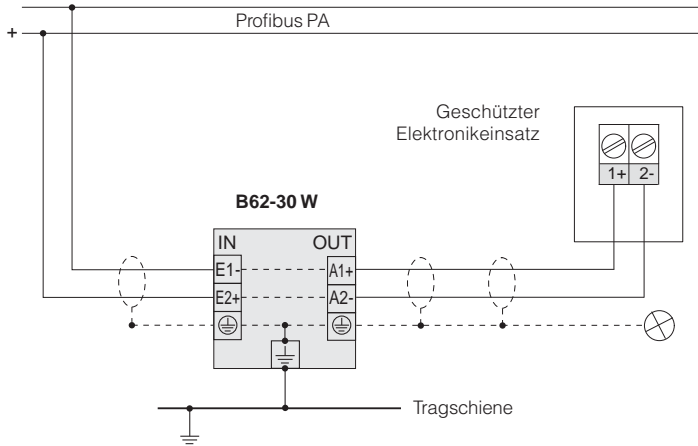 Profibus PA
+
Geschützter
Elektronikeinsatz
1+ 2-
B62-30 W
IN OUT
E1- A1+
E2+ A2-
Tragschiene